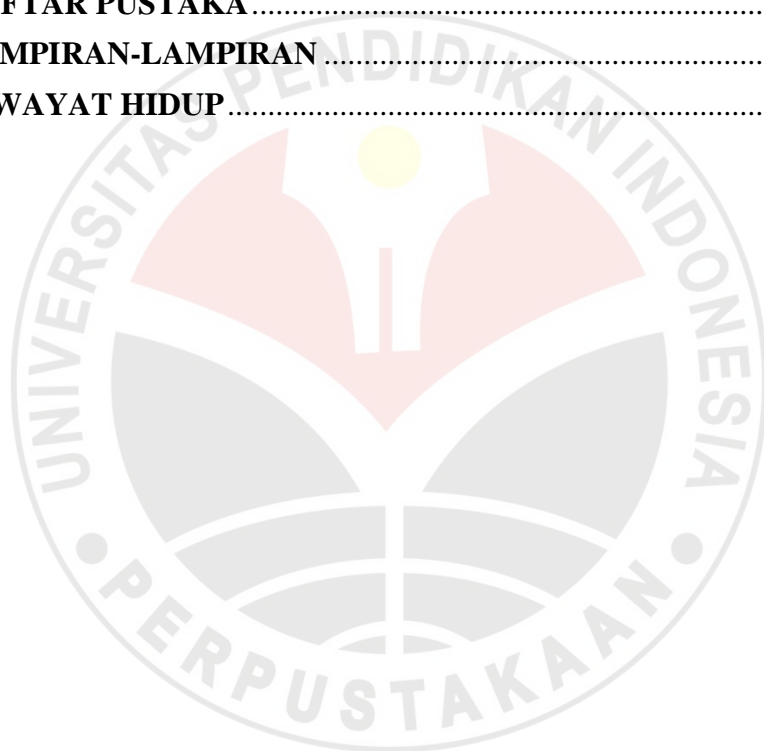 FTAR PUSTAKA
MPIRAN-LAMPIRAN
WAYAT HIDUP
UNIVERSITAS PENDIDIKAN INDONESIA
PERPUSTAKAAN